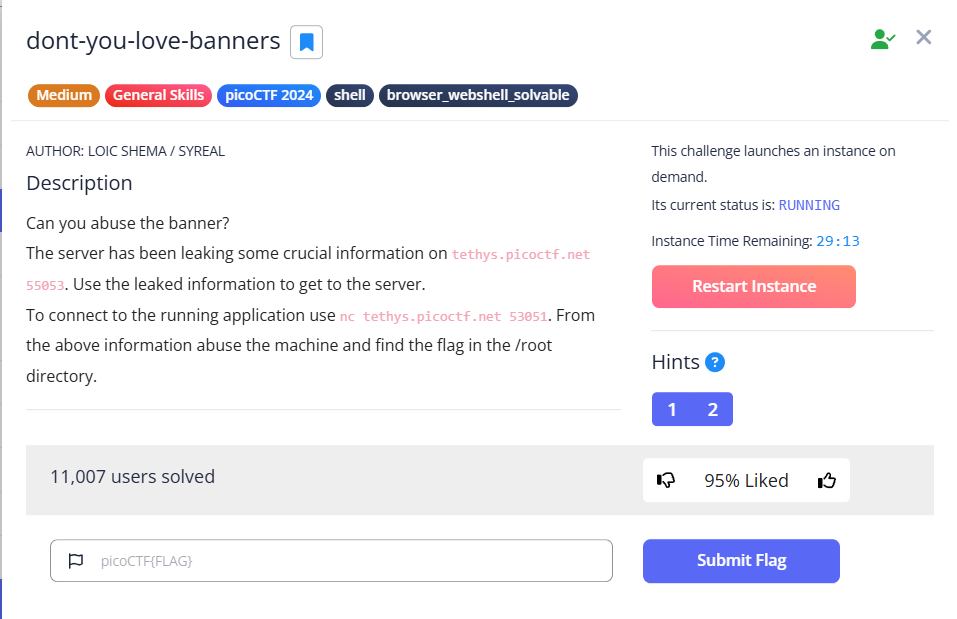 dont-you-love-banners
Medium General Skills picoCTF 2024 shell browser_webshell_solvable
AUTHOR: LOIC SHEMA / SYREAL
Description
Can you abuse the banner?
The server has been leaking some crucial information on tethys.picoctf.net
55053. Use the leaked information to get to the server.
To connect to the running application use nc tethys.picoctf.net 53051. From
the above information abuse the machine and find the flag in the /root
directory.
This challenge launches an instance on
demand.
Its current status is: RUNNING
Instance Time Remaining: 29:13
Restart Instance
Hints ?
1 2
11,007 users solved
95% Liked
picoCTF{FLAG}
Submit Flag